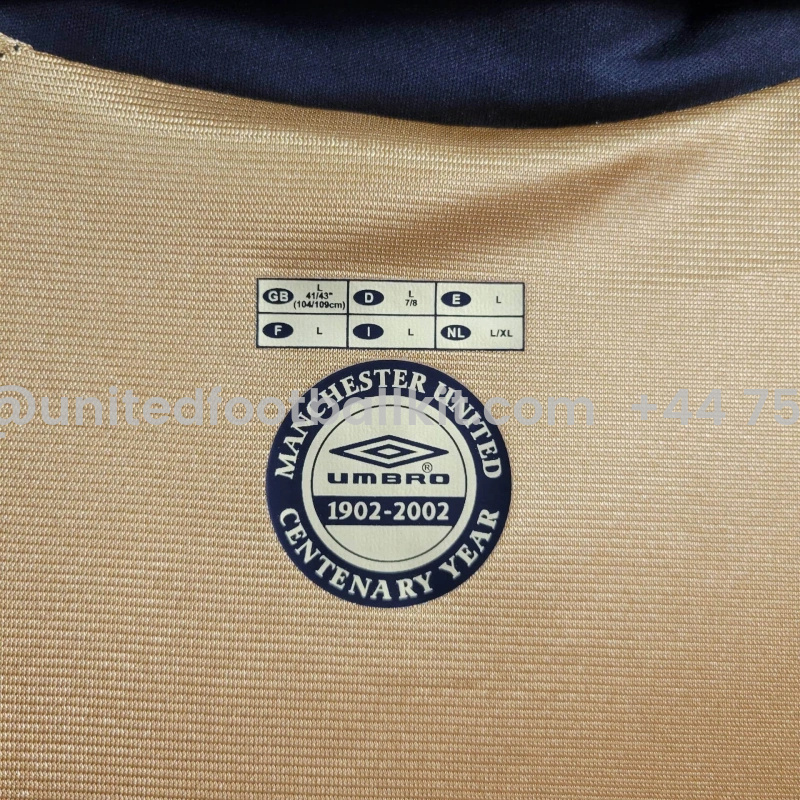 GB L 41/43" (104/109cm) D L 7/8 E L
F L I L NL L/XL
@unitedfootballkit.com +44 75
MANCHESTER UNITED
UMBRO®
1902-2002
CENTENARY YEAR